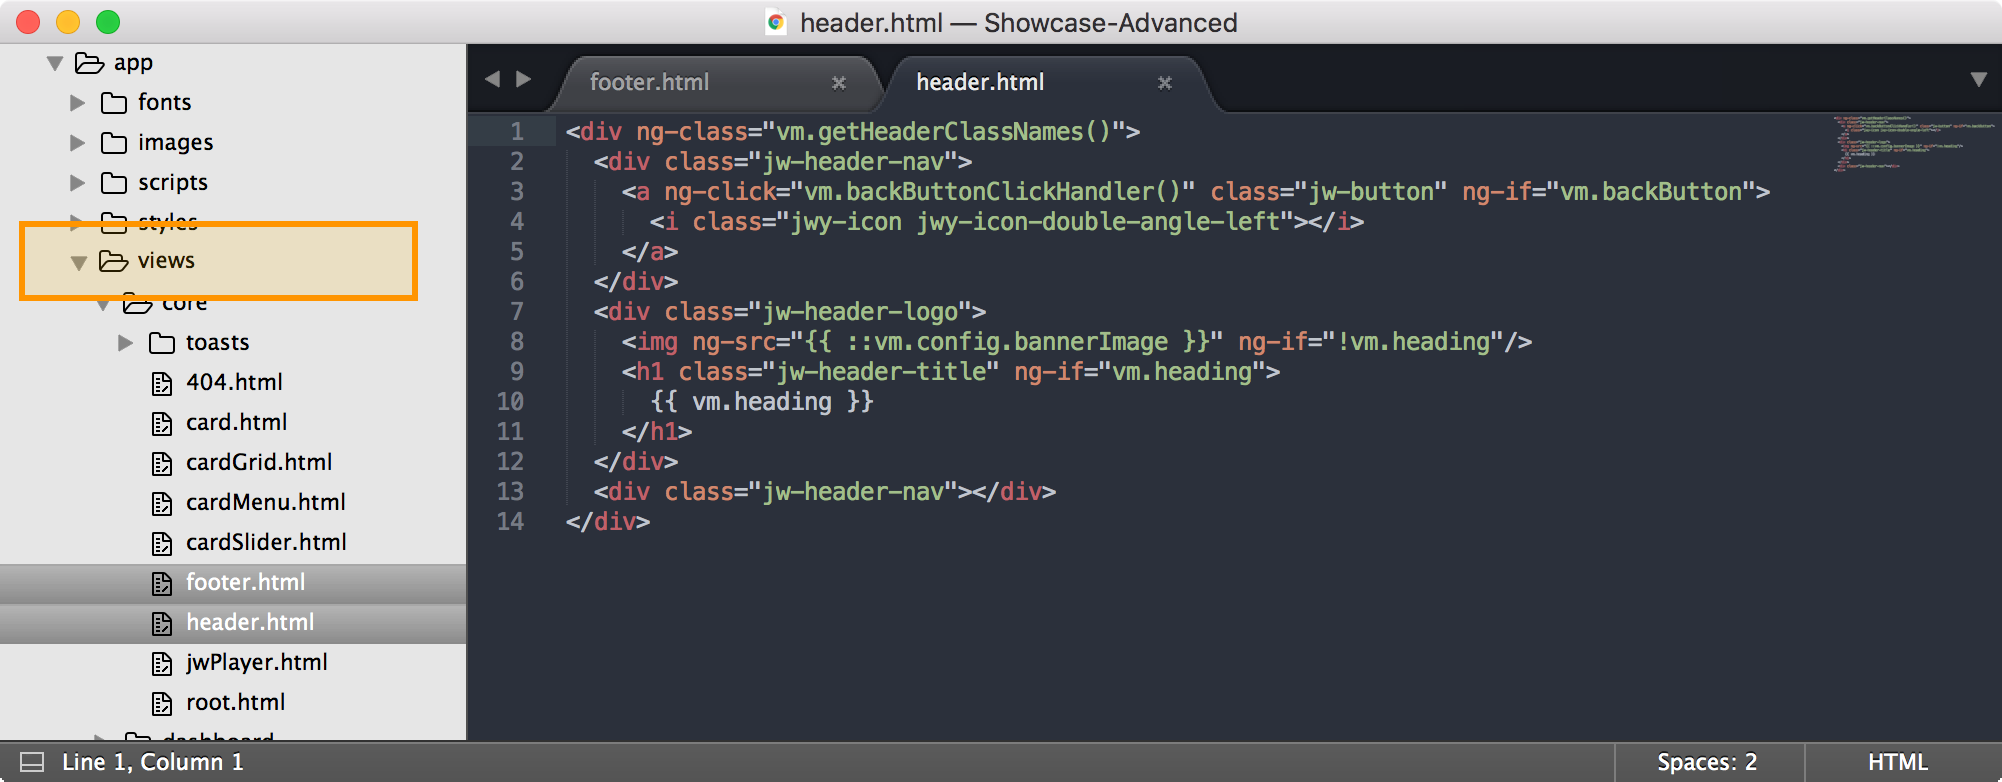 header.html — Showcase-Advanced
app
fonts
images
scripts
styles
views
core
toasts
404.html
card.html
cardGrid.html
cardMenu.html
cardSlider.html
footer.html
header.html
jwPlayer.html
root.html
dashboard
footer.html
header.html
1 <div ng-class="vm.getHeaderClassNames()">
2   <div class="jw-header-nav">
3     <a ng-click="vm.backButtonClickHandler()" class="jw-button" ng-if="vm.backButton">
4       <i class="jwy-icon jwy-icon-double-angle-left"></i>
5     </a>
6   </div>
7   <div class="jw-header-logo">
8     <img ng-src="{{ ::vm.config.bannerImage }}" ng-if="!vm.heading"/>
9     <h1 class="jw-header-title" ng-if="vm.heading">
10       {{ vm.heading }}
11     </h1>
12   </div>
13   <div class="jw-header-nav"></div>
14 </div>
Line 1, Column 1
Spaces: 2
HTML